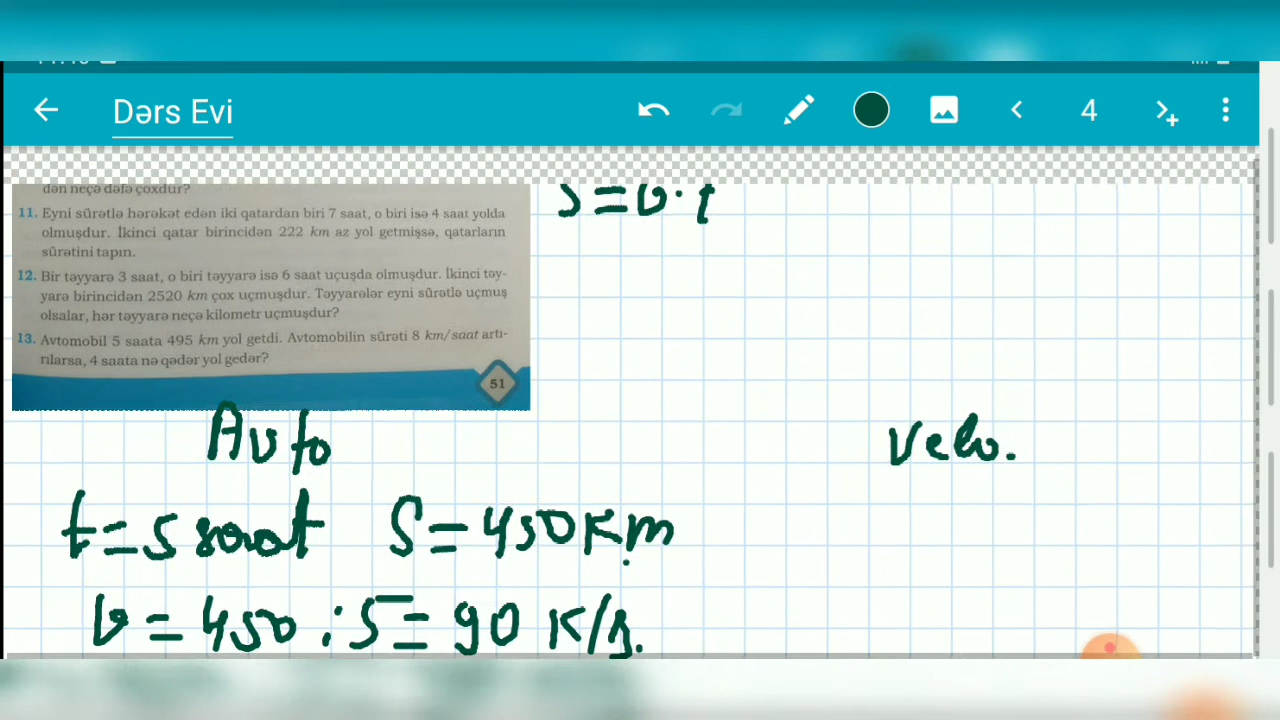 Dərs Evi
4
dən neçə dəfə çoxdur?
S=υ·t
11. Eyni sürətlə hərəkət edən iki qatardan biri 7 saat, o biri isə 4 saat yolda
olmuşdur. İkinci qatar birincidən 222 km az yol getmişsə, qatarların
sürətini tapın.
12. Bir təyyarə 3 saat, o biri təyyarə isə 6 saat uçuşda olmuşdur. İkinci təy-
yarə birincidən 2520 km çox uçmuşdur. Təyyarələr eyni sürətlə uçmuş
olsalar, hər təyyarə neçə kilometr uçmuşdur?
13. Avtomobil 5 saata 495 km yol getdi. Avtomobilin sürəti 8 km/saat artı-
rılarsa, 4 saata nə qədər yol gedər?
51
Avto
Velo.
t=5 saat S=450 Km
υ=450:5=90 K/s.